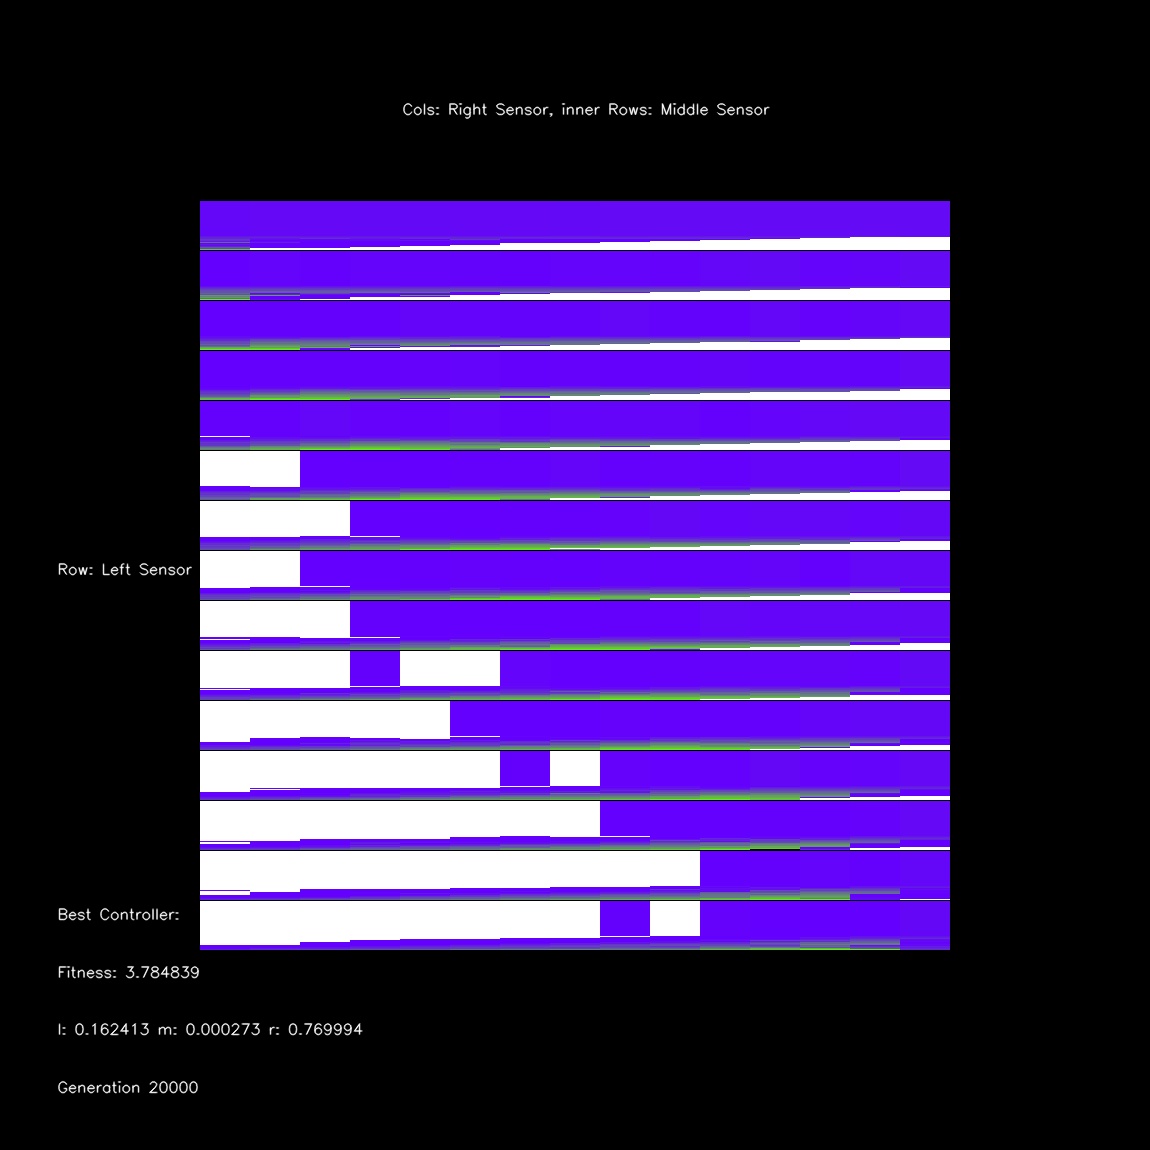 Cols: Right Sensor, inner Rows: Middle Sensor
Row: Left Sensor
Best Controller:
Fitness: 3.784839
l: 0.162413 m: 0.000273 r: 0.769994
Generation 20000